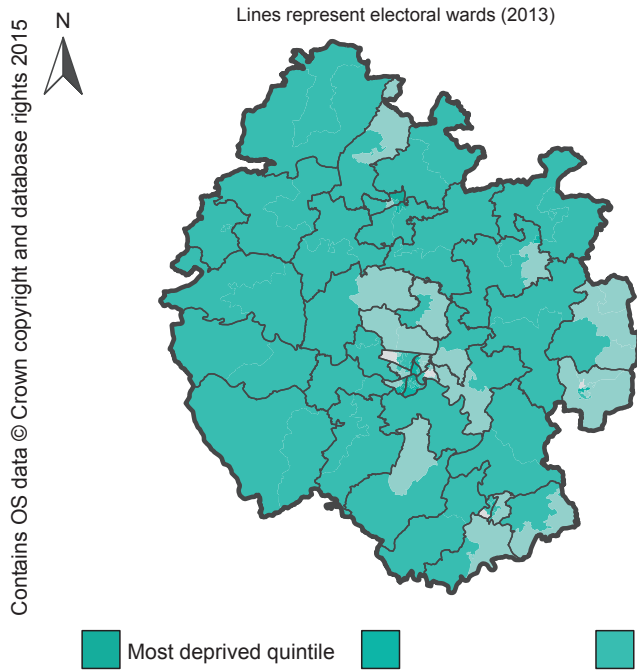 Lines represent electoral wards (2013)
N
Contains OS data © Crown copyright and database rights 2015
Most deprived quintile